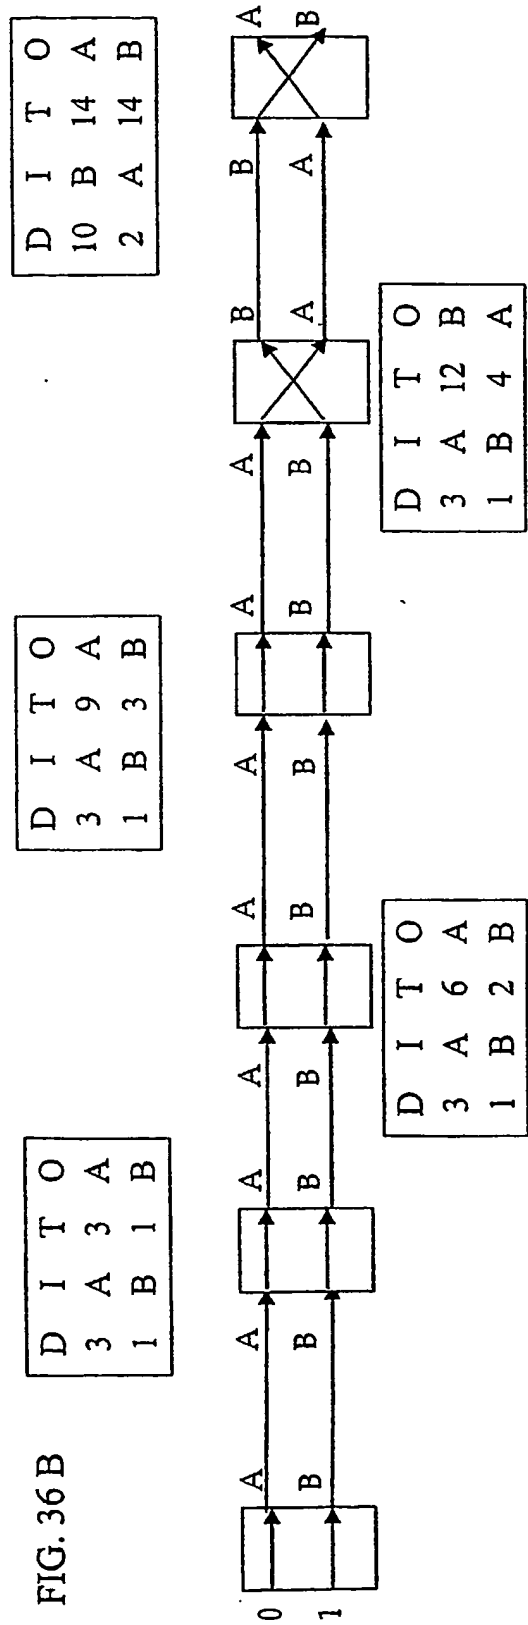 FIG. 36 B
D I T O
3 A 3 A
1 B 1 B
D I T O
3 A 9 A
1 B 3 B
D I T O
10 B 14 A
2 A 14 B
0 A A A A A A A A B B A
1 B B B B B B B B A A B
D I T O
3 A 6 A
1 B 2 B
D I T O
3 A 12 B
1 B 4 A